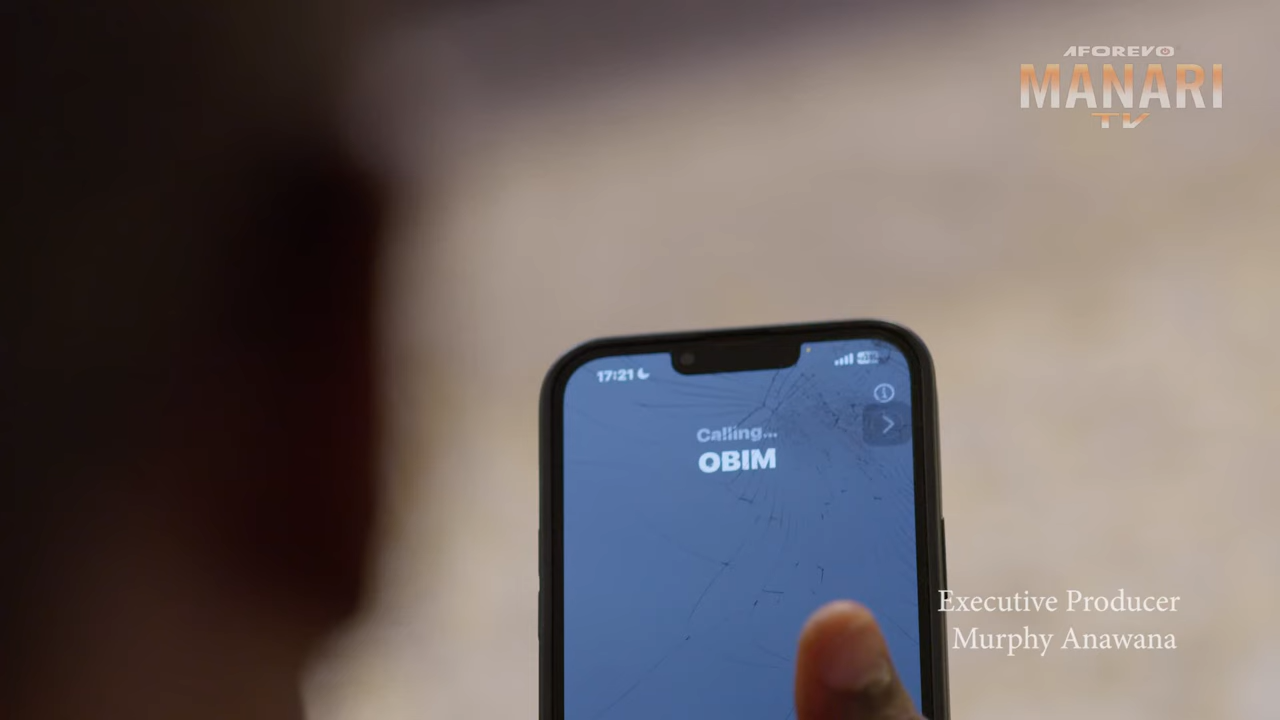 AFOREVO
MANARI
TV
17:21
Calling...
OBIM
Executive Producer
Murphy Anawana